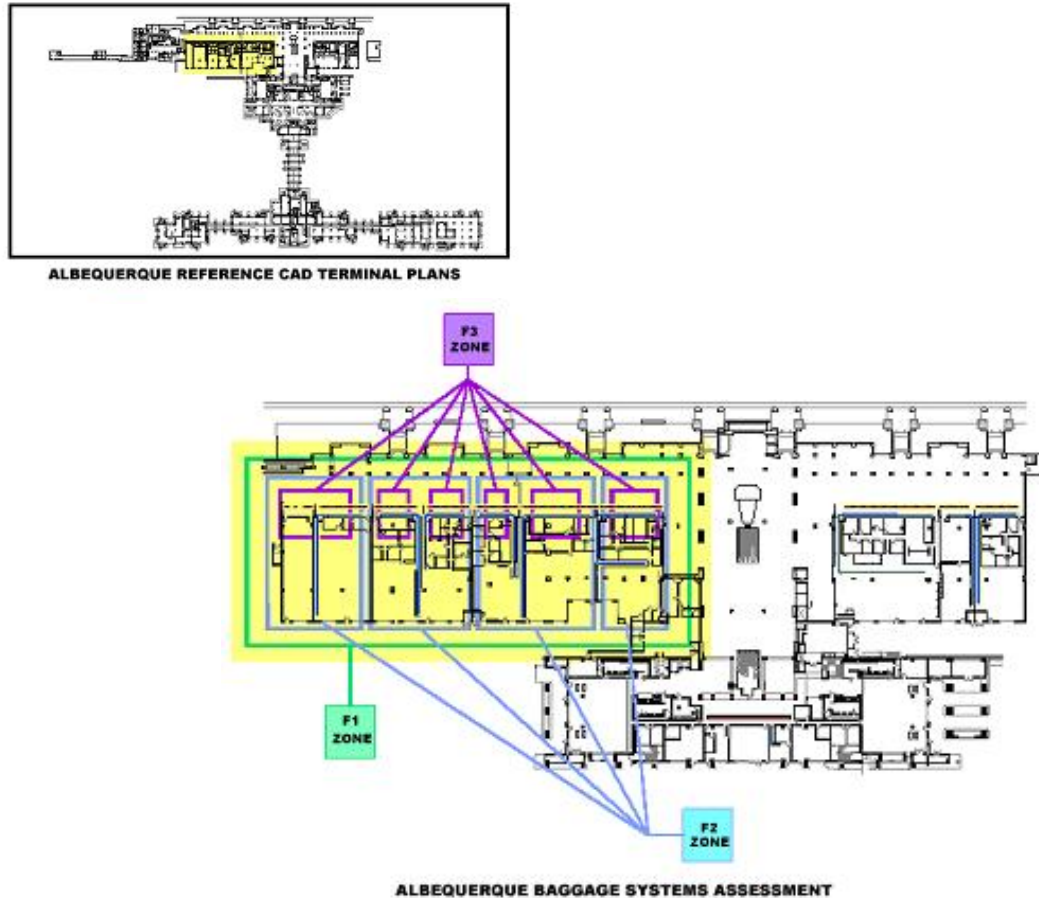 ALBEQUERQUE REFERENCE CAD TERMINAL PLANS
F3
ZONE
F1
ZONE
F2
ZONE
ALBEQUERQUE BAGGAGE SYSTEMS ASSESSMENT